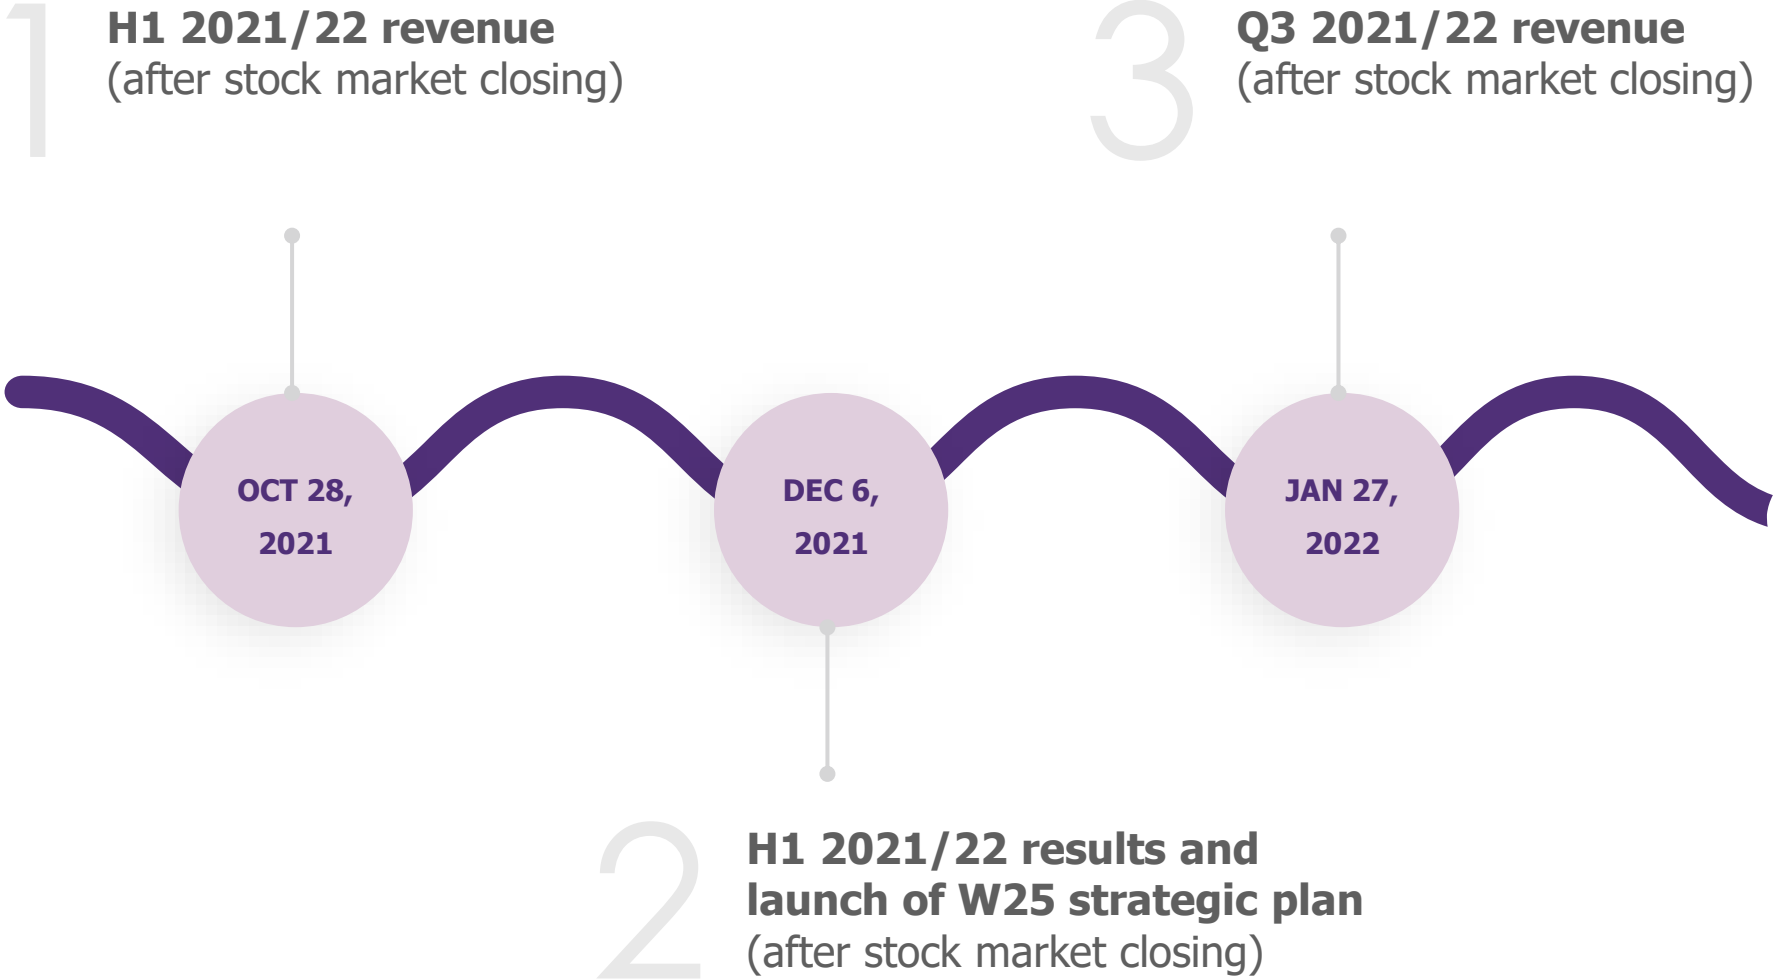 1
H1 2021/22 revenue
(after stock market closing)
3
Q3 2021/22 revenue
(after stock market closing)
OCT 28,
2021
DEC 6,
2021
JAN 27,
2022
2
H1 2021/22 results and
launch of W25 strategic plan
(after stock market closing)